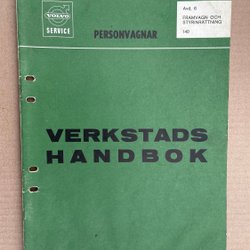 VOLVO
SERVICE
PERSONVAGNAR
Avd. 6
FRAMVAGN OCH
STYRINRÄTTNING
140
VERKSTADS
HANDBOK